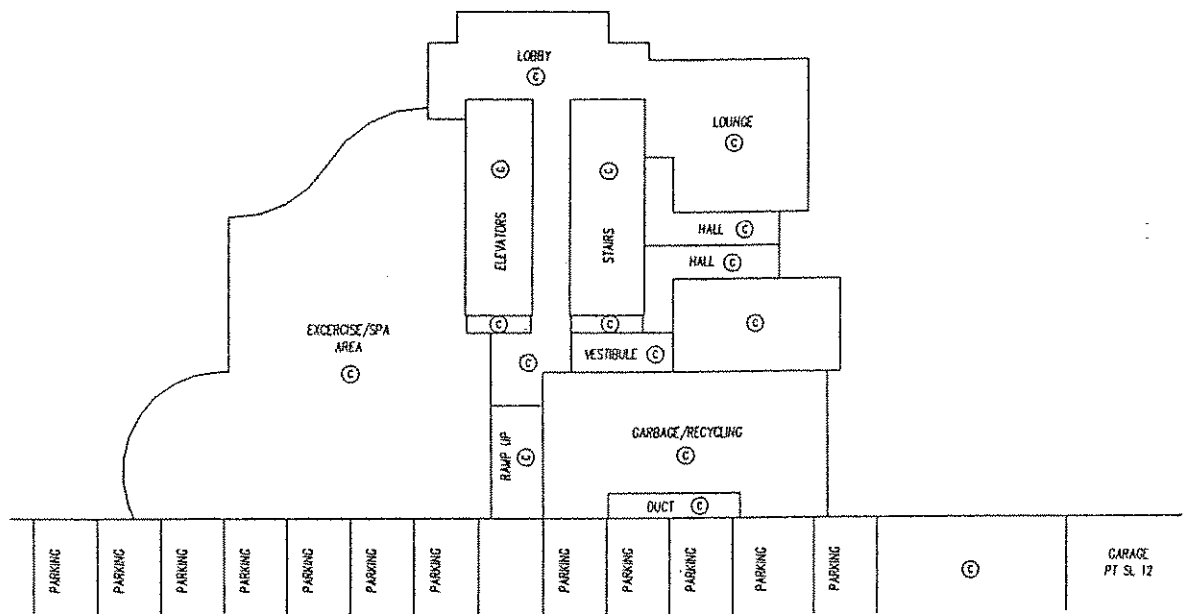 LOBBY
Ⓒ
LOUNGE
Ⓒ
Ⓒ
Ⓒ
ELEVATORS
STAIRS
HALL Ⓒ
HALL Ⓒ
EXCERCISE/SPA
AREA
Ⓒ
Ⓒ
Ⓒ
Ⓒ
VESTIBULE Ⓒ
Ⓒ
RAMP UP Ⓒ
GARBAGE/RECYCLING
Ⓒ
DUCT Ⓒ
PARKING
PARKING
PARKING
PARKING
PARKING
PARKING
PARKING
PARKING
PARKING
PARKING
PARKING
PARKING
Ⓒ
GARAGE
PT SL 12